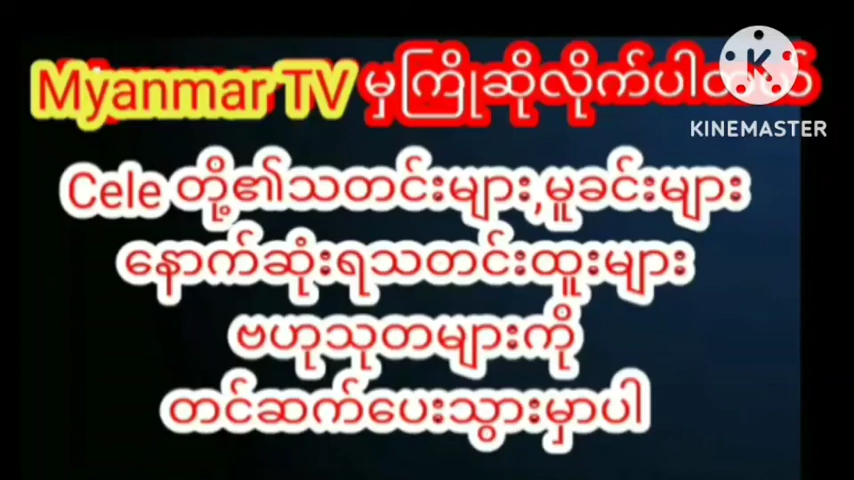 Myanmar TV မှကြိုဆိုလိုက်ပါတယ်
KINEMASTER
Cele တို့၏သတင်းများ,မူခင်းများ
နောက်ဆုံးရသတင်းထူးများ
ဗဟုသုတများကို
တင်ဆက်ပေးသွားမှာပါ